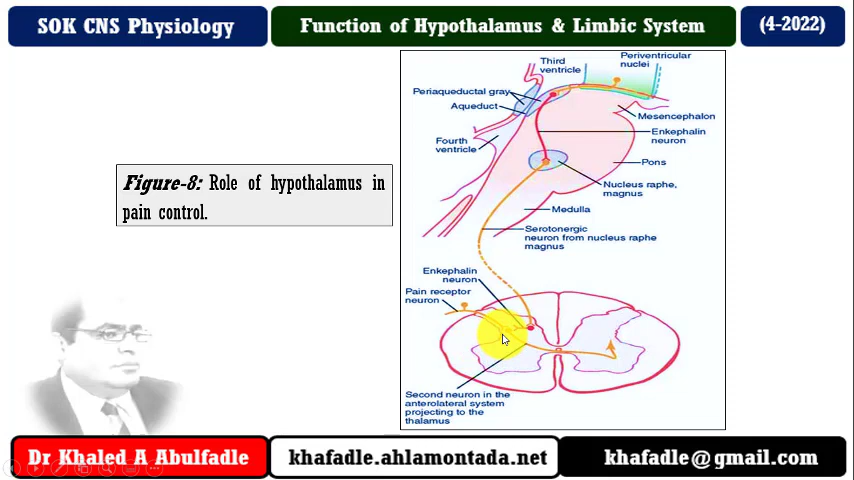 SOK CNS Physiology
Function of Hypothalamus & Limbic System
(4-2022)
Figure-8: Role of hypothalamus in
pain control.
Third
ventricle
Periventricular
nuclei
Periaqueductal gray
Aqueduct
Fourth
ventricle
Mesencephalon
Enkephalin
neuron
Pons
Nucleus raphe,
magnus
Medulla
Serotonergic
neuron from nucleus raphe
magnus
Enkephalin
neuron
Pain receptor
neuron
Second neuron in the
anterolateral system
projecting to the
thalamus
Dr Khaled A Abulfadle
khafadle.ahlamontada.net
khafadle@gmail.com